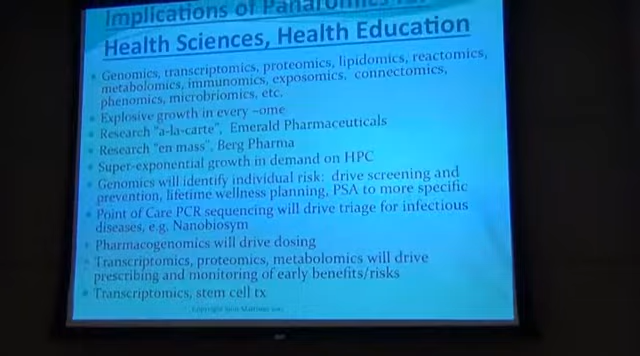 Implications of Panaromics for
Health Sciences, Health Education
• Genomics, transcriptomics, proteomics, lipidomics, reactomics,
metabolomics, immunomics, exposomics. connectomics,
phenomics, microbriomics, etc.
• Explosive growth in every –ome
• Research "a-la-carte", Emerald Pharmaceuticals
• Research "en mass", Berg Pharma
• Super-exponential growth in demand on HPC
• Genomics will identify individual risk: drive screening and
prevention, lifetime wellness planning, PSA to more specific
• Point of Care PCR sequencing will drive triage for infectious
diseases, e.g. Nanobiosym
• Pharmacogenomics will drive dosing
• Transcriptomics, proteomics, metabolomics will drive
prescribing and monitoring of early benefits/risks
• Transcriptomics, stem cell tx
Copyright